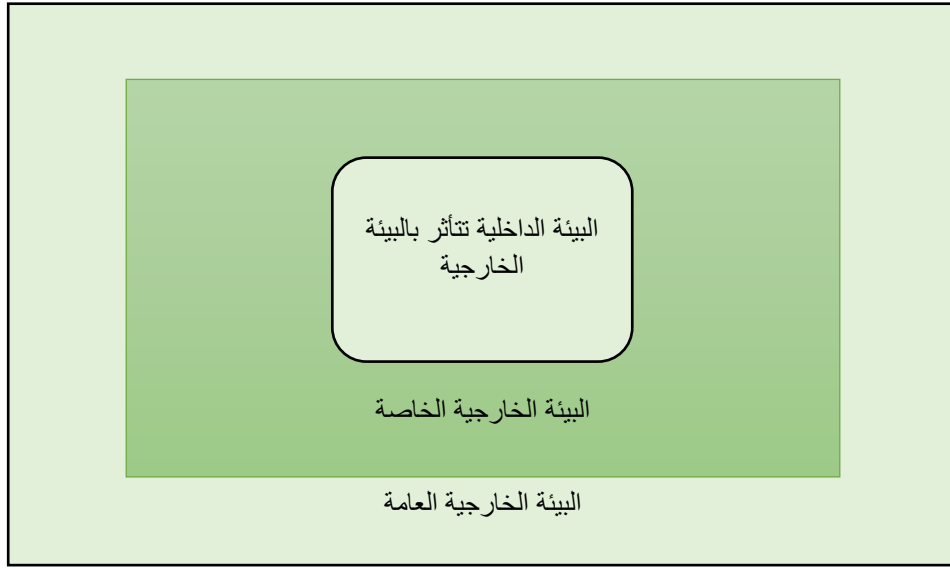 البيئة الداخلية تتأثر بالبيئة
الخارجية
البيئة الخارجية الخاصة
البيئة الخارجية العامة